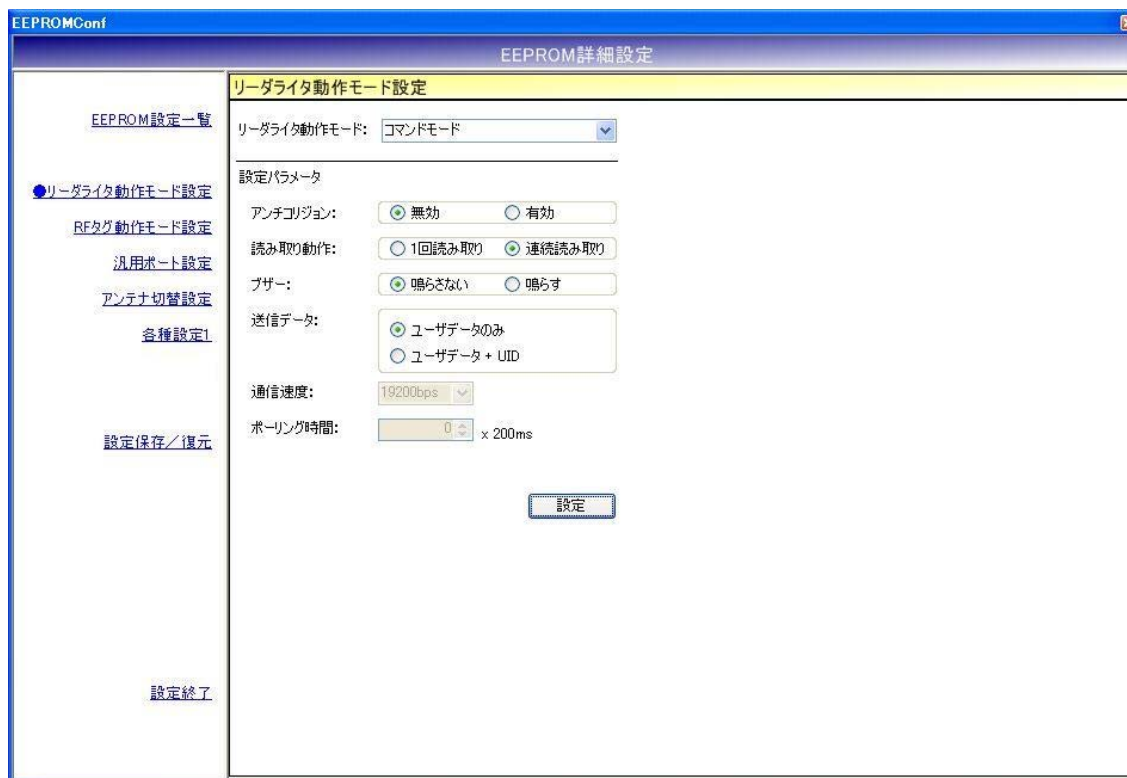 EEPROMConf
EEPROM詳細設定
EEPROM設定一覧
●リーダライタ動作モード設定
RFタグ動作モード設定
汎用ポート設定
アンテナ切替設定
各種設定1
設定保存／復元
設定終了
リーダライタ動作モード設定
リーダライタ動作モード: コマンドモード
設定パラメータ
アンチコリジョン: 無効 有効
読み取り動作: 1回読み取り 連続読み取り
ブザー: 鳴らさない 鳴らす
送信データ: ユーザデータのみ
ユーザデータ + UID
通信速度: 19200bps
ポーリング時間: 0 x 200ms
設定